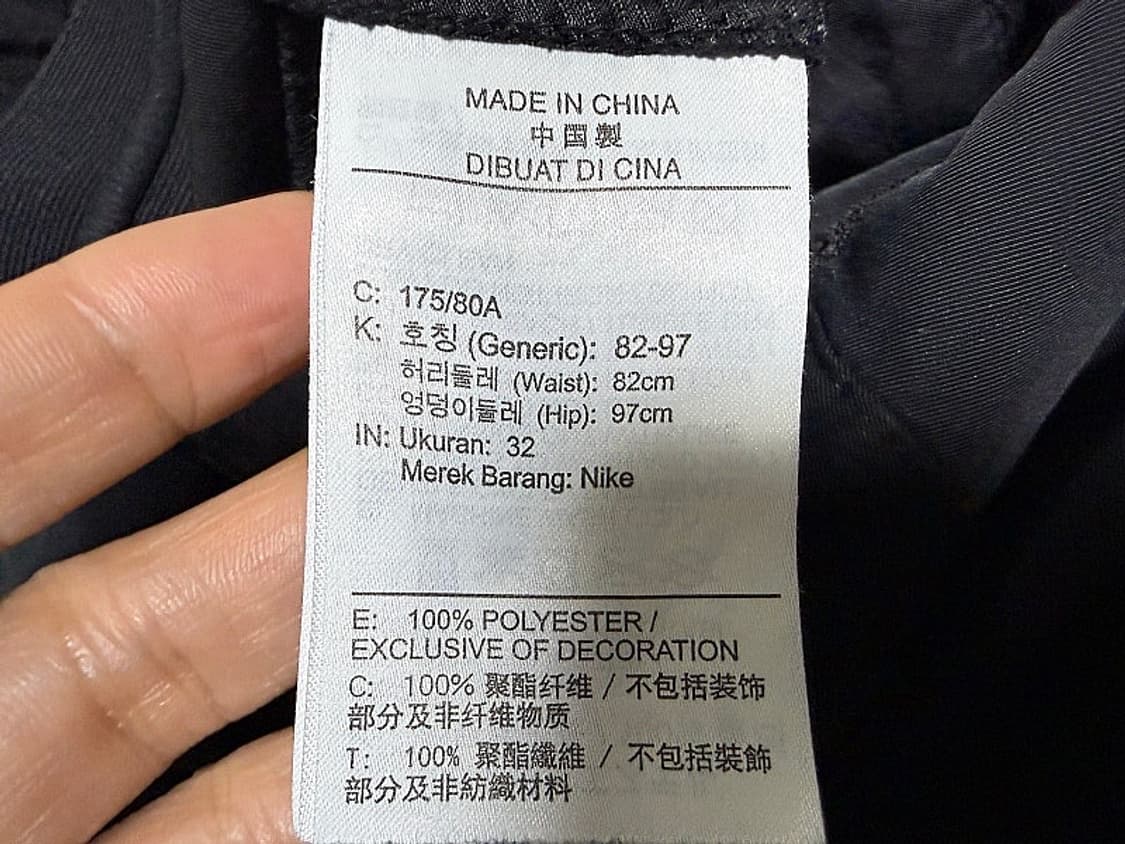 MADE IN CHINA
中国製
DIBUAT DI CINA
C: 175/80A
K: 호칭 (Generic): 82-97
허리둘레 (Waist): 82cm
엉덩이둘레 (Hip): 97cm
IN: Ukuran: 32
Merek Barang: Nike
E: 100% POLYESTER /
EXCLUSIVE OF DECORATION
C: 100% 聚酯纤维 / 不包括装饰
部分及非纤维物质
T: 100% 聚酯纖維 / 不包括裝飾
部分及非紡織材料